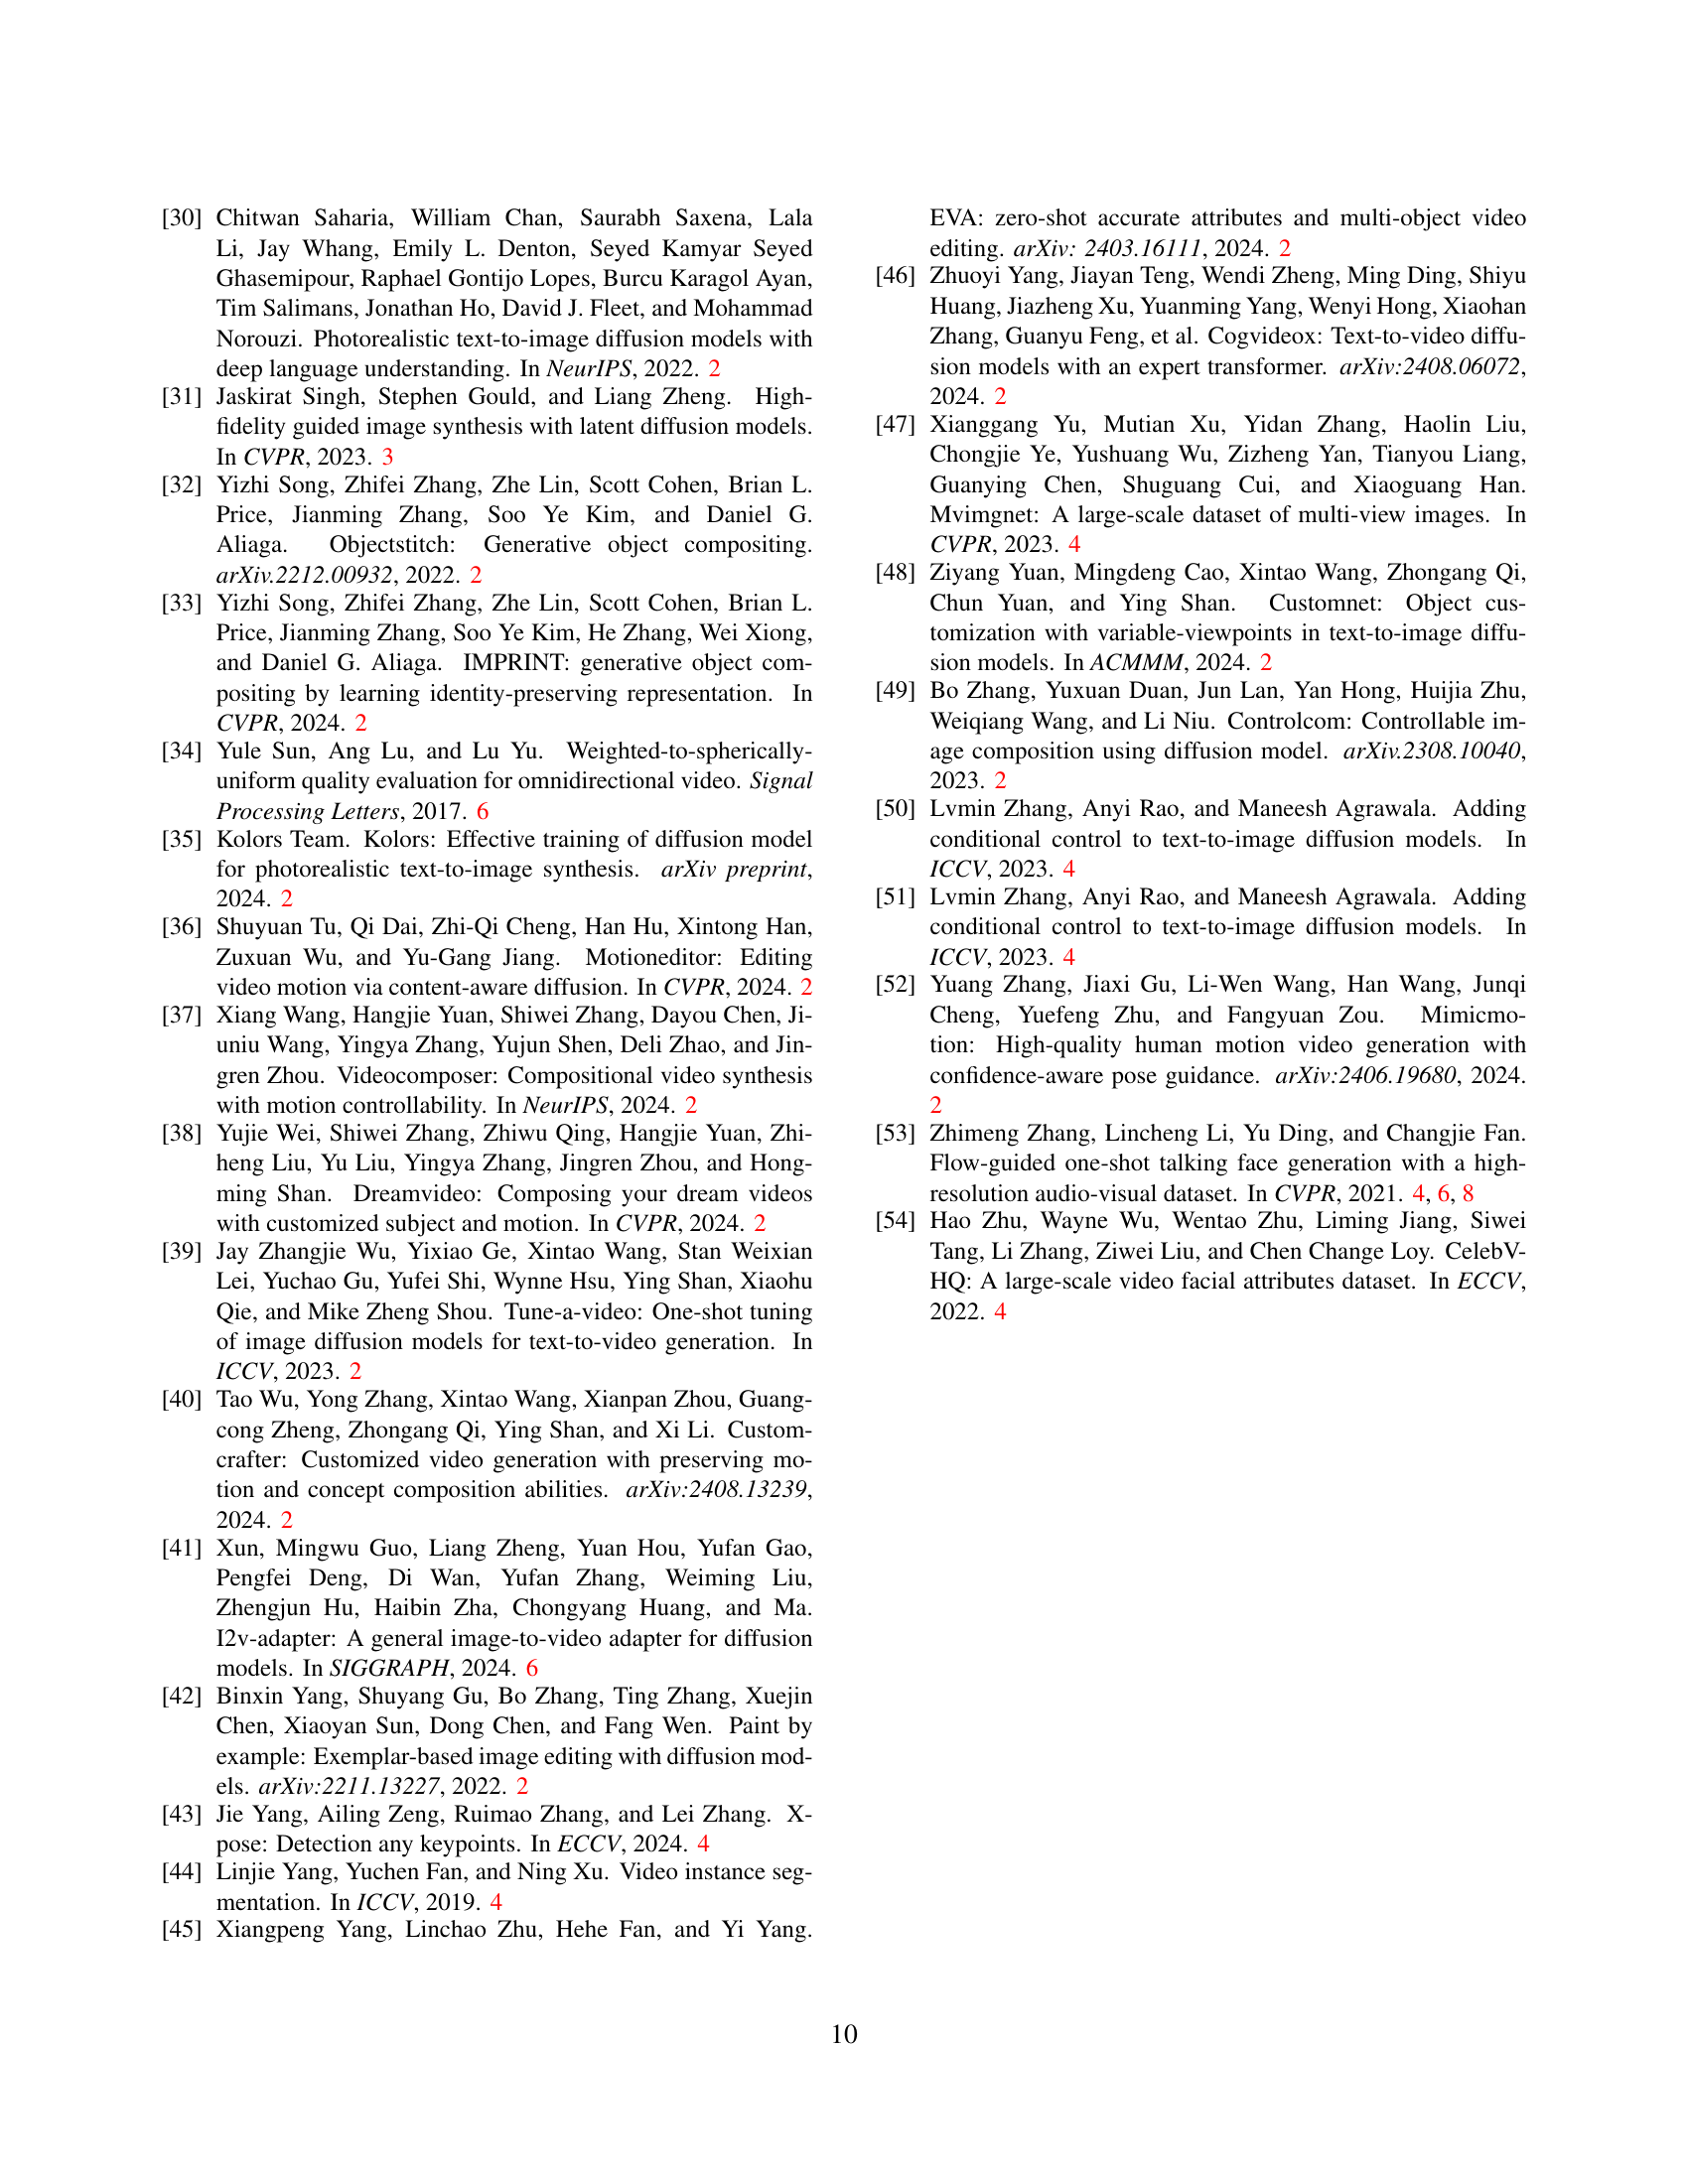 [30] Chitwan Saharia, William Chan, Saurabh Saxena, Lala
Li, Jay Whang, Emily L. Denton, Seyed Kamyar Seyed
Ghasemipour, Raphael Gontijo Lopes, Burcu Karagol Ayan,
Tim Salimans, Jonathan Ho, David J. Fleet, and Mohammad
Norouzi. Photorealistic text-to-image diffusion models with
deep language understanding. In NeurIPS, 2022. 2
[31] Jaskirat Singh, Stephen Gould, and Liang Zheng. High-
fidelity guided image synthesis with latent diffusion models.
In CVPR, 2023. 3
[32] Yizhi Song, Zhifei Zhang, Zhe Lin, Scott Cohen, Brian L.
Price, Jianming Zhang, Soo Ye Kim, and Daniel G.
Aliaga. Objectstitch: Generative object compositing.
arXiv.2212.00932, 2022. 2
[33] Yizhi Song, Zhifei Zhang, Zhe Lin, Scott Cohen, Brian L.
Price, Jianming Zhang, Soo Ye Kim, He Zhang, Wei Xiong,
and Daniel G. Aliaga. IMPRINT: generative object com-
positing by learning identity-preserving representation. In
CVPR, 2024. 2
[34] Yule Sun, Ang Lu, and Lu Yu. Weighted-to-spherically-
uniform quality evaluation for omnidirectional video. Signal
Processing Letters, 2017. 6
[35] Kolors Team. Kolors: Effective training of diffusion model
for photorealistic text-to-image synthesis. arXiv preprint,
2024. 2
[36] Shuyuan Tu, Qi Dai, Zhi-Qi Cheng, Han Hu, Xintong Han,
Zuxuan Wu, and Yu-Gang Jiang. Motioneditor: Editing
video motion via content-aware diffusion. In CVPR, 2024. 2
[37] Xiang Wang, Hangjie Yuan, Shiwei Zhang, Dayou Chen, Ji-
uniu Wang, Yingya Zhang, Yujun Shen, Deli Zhao, and Jin-
gren Zhou. Videocomposer: Compositional video synthesis
with motion controllability. In NeurIPS, 2024. 2
[38] Yujie Wei, Shiwei Zhang, Zhiwu Qing, Hangjie Yuan, Zhi-
heng Liu, Yu Liu, Yingya Zhang, Jingren Zhou, and Hong-
ming Shan. Dreamvideo: Composing your dream videos
with customized subject and motion. In CVPR, 2024. 2
[39] Jay Zhangjie Wu, Yixiao Ge, Xintao Wang, Stan Weixian
Lei, Yuchao Gu, Yufei Shi, Wynne Hsu, Ying Shan, Xiaohu
Qie, and Mike Zheng Shou. Tune-a-video: One-shot tuning
of image diffusion models for text-to-video generation. In
ICCV, 2023. 2
[40] Tao Wu, Yong Zhang, Xintao Wang, Xianpan Zhou, Guang-
cong Zheng, Zhongang Qi, Ying Shan, and Xi Li. Custom-
crafter: Customized video generation with preserving mo-
tion and concept composition abilities. arXiv:2408.13239,
2024. 2
[41] Xun, Mingwu Guo, Liang Zheng, Yuan Hou, Yufan Gao,
Pengfei Deng, Di Wan, Yufan Zhang, Weiming Liu,
Zhengjun Hu, Haibin Zha, Chongyang Huang, and Ma.
I2v-adapter: A general image-to-video adapter for diffusion
models. In SIGGRAPH, 2024. 6
[42] Binxin Yang, Shuyang Gu, Bo Zhang, Ting Zhang, Xuejin
Chen, Xiaoyan Sun, Dong Chen, and Fang Wen. Paint by
example: Exemplar-based image editing with diffusion mod-
els. arXiv:2211.13227, 2022. 2
[43] Jie Yang, Ailing Zeng, Ruimao Zhang, and Lei Zhang. X-
pose: Detection any keypoints. In ECCV, 2024. 4
[44] Linjie Yang, Yuchen Fan, and Ning Xu. Video instance seg-
mentation. In ICCV, 2019. 4
[45] Xiangpeng Yang, Linchao Zhu, Hehe Fan, and Yi Yang.
EVA: zero-shot accurate attributes and multi-object video
editing. arXiv: 2403.16111, 2024. 2
[46] Zhuoyi Yang, Jiayan Teng, Wendi Zheng, Ming Ding, Shiyu
Huang, Jiazheng Xu, Yuanming Yang, Wenyi Hong, Xiaohan
Zhang, Guanyu Feng, et al. Cogvideox: Text-to-video diffu-
sion models with an expert transformer. arXiv:2408.06072,
2024. 2
[47] Xianggang Yu, Mutian Xu, Yidan Zhang, Haolin Liu,
Chongjie Ye, Yushuang Wu, Zizheng Yan, Tianyou Liang,
Guanying Chen, Shuguang Cui, and Xiaoguang Han.
Mvimgnet: A large-scale dataset of multi-view images. In
CVPR, 2023. 4
[48] Ziyang Yuan, Mingdeng Cao, Xintao Wang, Zhongang Qi,
Chun Yuan, and Ying Shan. Customnet: Object cus-
tomization with variable-viewpoints in text-to-image diffu-
sion models. In ACMMM, 2024. 2
[49] Bo Zhang, Yuxuan Duan, Jun Lan, Yan Hong, Huijia Zhu,
Weiqiang Wang, and Li Niu. Controlcom: Controllable im-
age composition using diffusion model. arXiv.2308.10040,
2023. 2
[50] Lvmin Zhang, Anyi Rao, and Maneesh Agrawala. Adding
conditional control to text-to-image diffusion models. In
ICCV, 2023. 4
[51] Lvmin Zhang, Anyi Rao, and Maneesh Agrawala. Adding
conditional control to text-to-image diffusion models. In
ICCV, 2023. 4
[52] Yuang Zhang, Jiaxi Gu, Li-Wen Wang, Han Wang, Junqi
Cheng, Yuefeng Zhu, and Fangyuan Zou. Mimicmo-
tion: High-quality human motion video generation with
confidence-aware pose guidance. arXiv:2406.19680, 2024.
2
[53] Zhimeng Zhang, Lincheng Li, Yu Ding, and Changjie Fan.
Flow-guided one-shot talking face generation with a high-
resolution audio-visual dataset. In CVPR, 2021. 4, 6, 8
[54] Hao Zhu, Wayne Wu, Wentao Zhu, Liming Jiang, Siwei
Tang, Li Zhang, Ziwei Liu, and Chen Change Loy. CelebV-
HQ: A large-scale video facial attributes dataset. In ECCV,
2022. 4
10